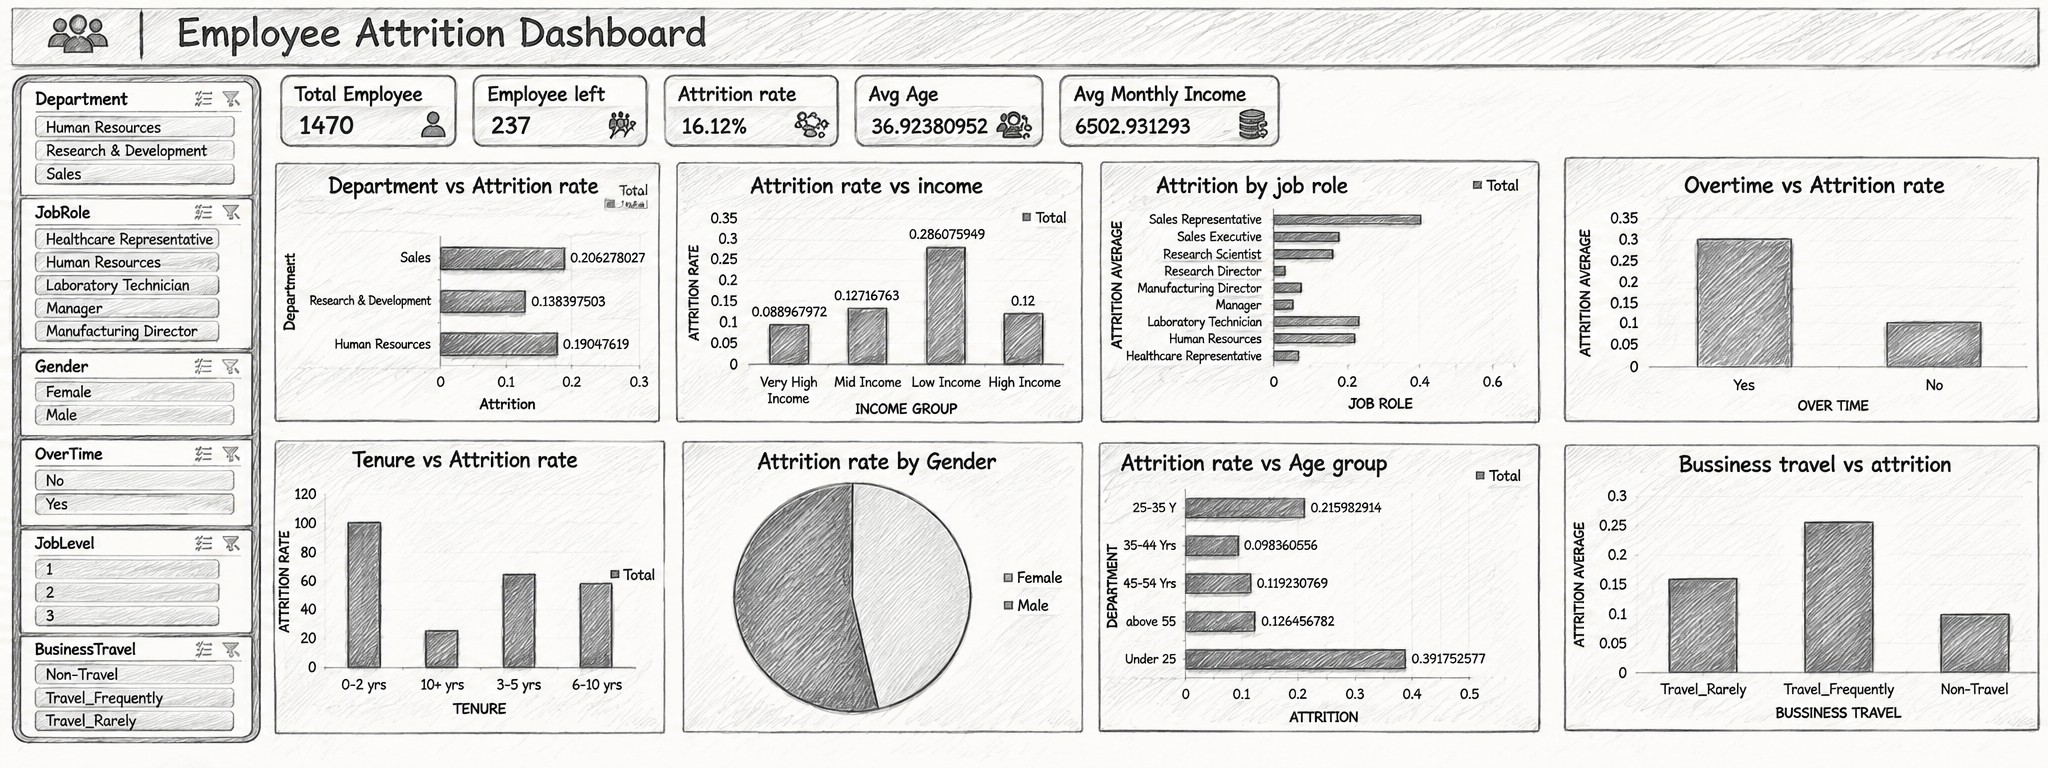 Employee Attrition Dashboard
Department
Human Resources
Research & Development
Sales
JobRole
Healthcare Representative
Human Resources
Laboratory Technician
Manager
Manufacturing Director
Gender
Female
Male
OverTime
No
Yes
JobLevel
1
2
3
BusinessTravel
Non-Travel
Travel_Frequently
Travel_Rarely
Total Employee
1470
Employee left
237
Attrition rate
16.12%
Avg Age
36.92380952
Avg Monthly Income
6502.931293
Department vs Attrition rate
Total
Department
Sales
0.206278027
Research & Development
0.138397503
Human Resources
0.19047619
0 0.1 0.2 0.3
Attrition
Attrition rate vs income
Total
ATTRITION RATE
0.35
0.3
0.25
0.2
0.15
0.1
0.05
0
0.088967972
0.12716763
0.286075949
0.12
Very High Income
Mid Income
Low Income
High Income
INCOME GROUP
Attrition by job role
Total
ATTRITION AVERAGE
Sales Representative
Sales Executive
Research Scientist
Research Director
Manufacturing Director
Manager
Laboratory Technician
Human Resources
Healthcare Representative
0 0.2 0.4 0.6
JOB ROLE
Overtime vs Attrition rate
ATTRITION AVERAGE
0.35
0.3
0.25
0.2
0.15
0.1
0.05
0
Yes No
OVER TIME
Tenure vs Attrition rate
ATTRITION RATE
120
100
80
60
40
20
0
Total
0-2 yrs 10+ yrs 3-5 yrs 6-10 yrs
TENURE
Attrition rate by Gender
Female
Male
Attrition rate vs Age group
Total
DEPARTMENT
25-35 Y
0.215982914
35-44 Yrs
0.098360556
45-54 Yrs
0.119230769
above 55
0.126456782
Under 25
0.391752577
0 0.1 0.2 0.3 0.4 0.5
ATTRITION
Bussiness travel vs attrition
ATTRITION AVERAGE
0.3
0.25
0.2
0.15
0.1
0.05
0
Travel_Rarely Travel_Frequently Non-Travel
BUSSINESS TRAVEL